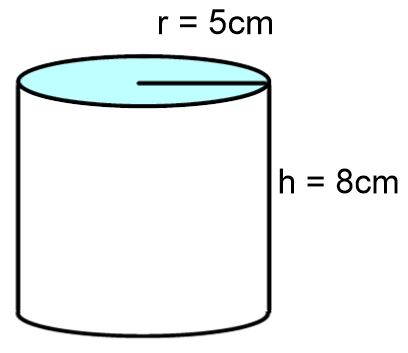 r = 5cm
h = 8cm